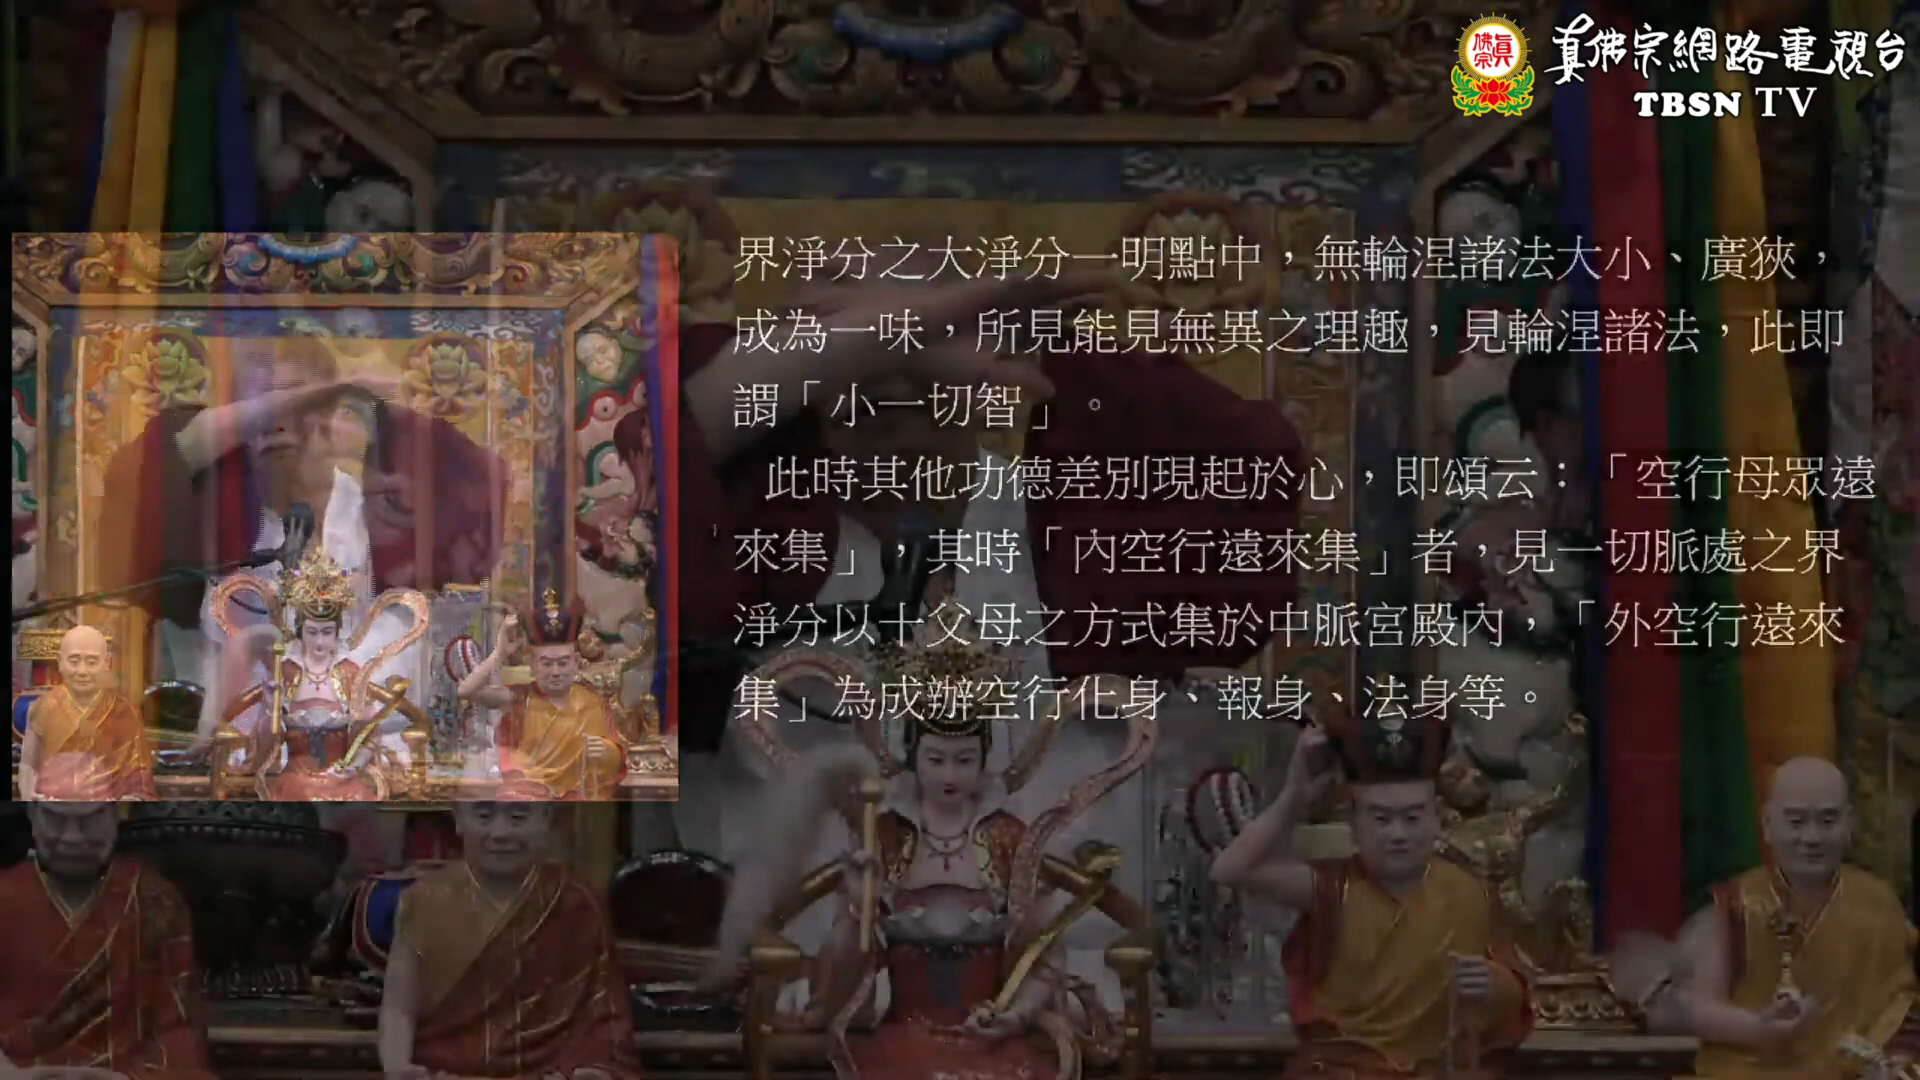 真佛宗網路電視台
TBSN TV
真佛宗
界淨分之大淨分一明點中，無輪涅諸法大小、廣狹，
成為一味，所見能見無異之理趣，見輪涅諸法，此即
謂「小一切智」。
此時其他功德差別現起於心，即頌云：「空行母眾遠
來集」，其時「內空行遠來集」者，見一切脈處之界
淨分以十父母之方式集於中脈宮殿內，「外空行遠來
集」為成辦空行化身、報身、法身等。